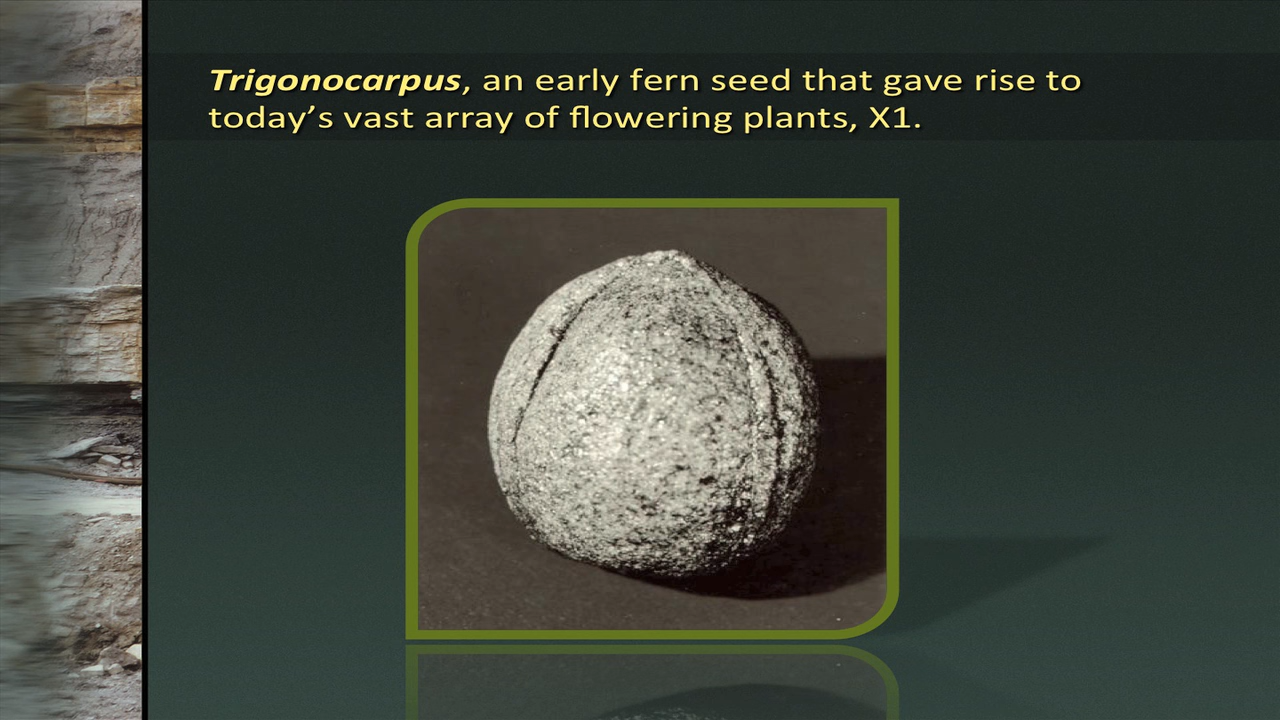 Trigonocarpus, an early fern seed that gave rise to
today’s vast array of flowering plants, X1.